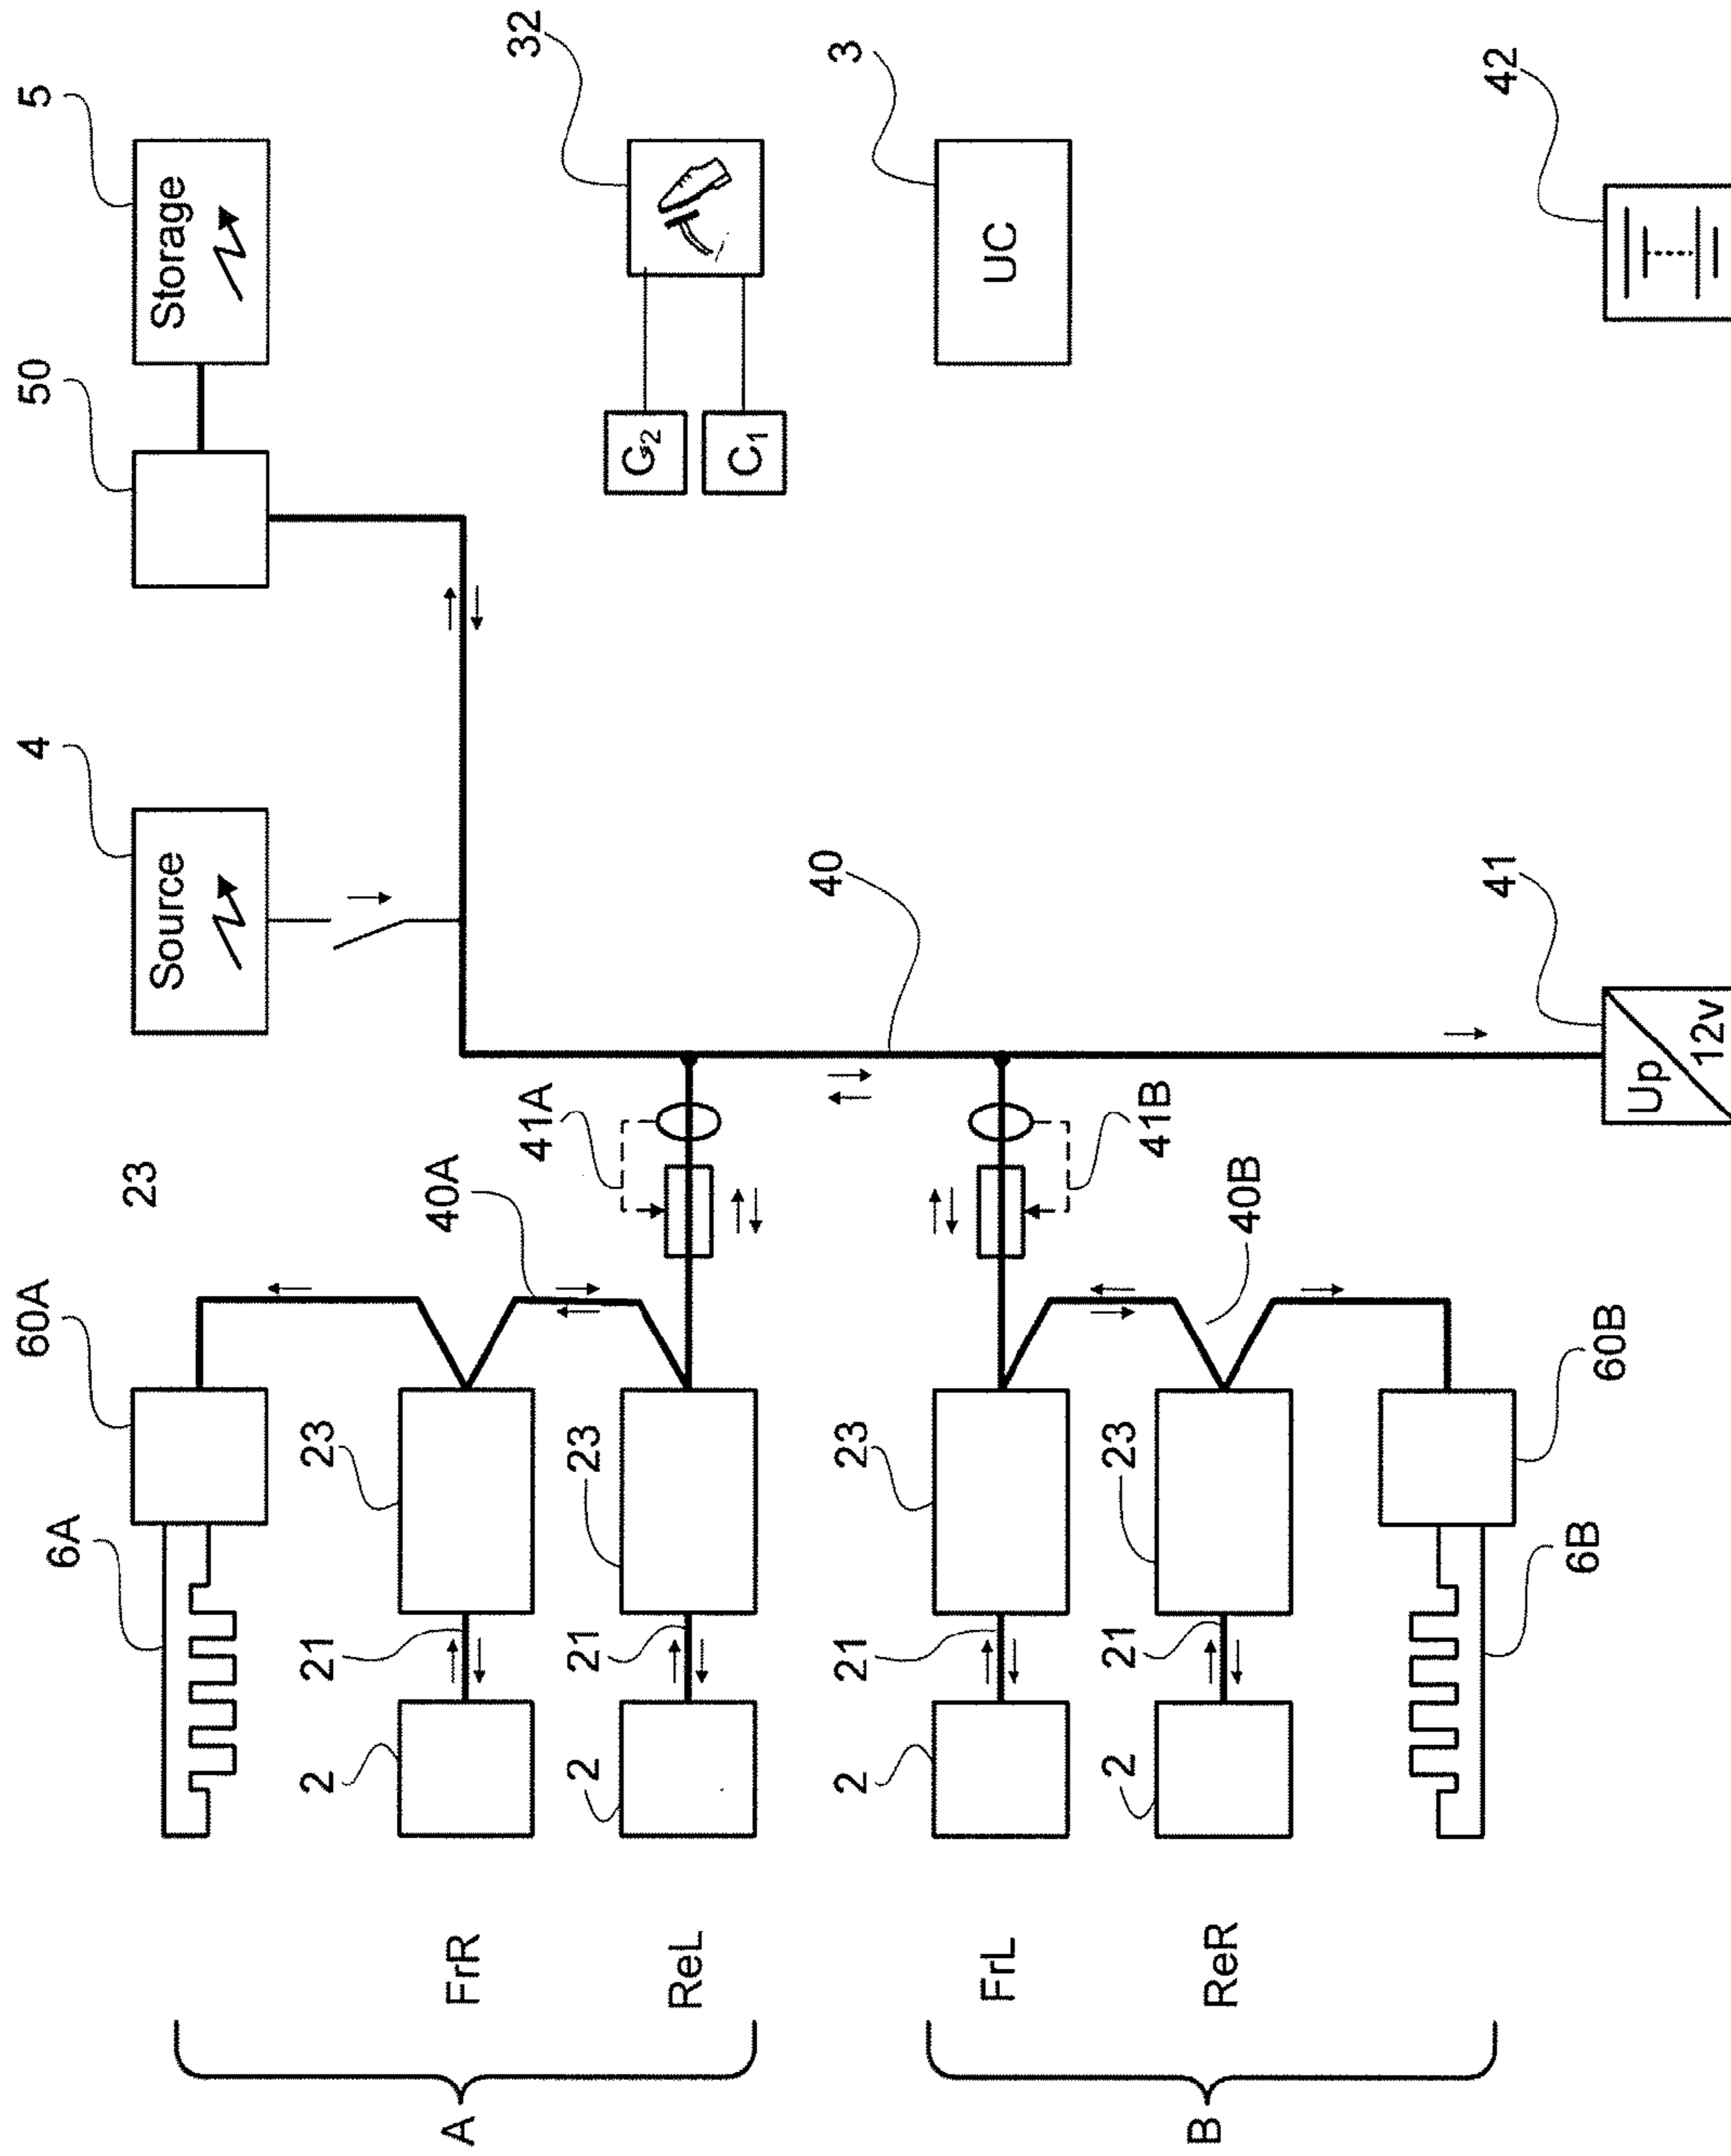 6A
60A
23
4
Source
50
5
Storage
A
FrR
2
21
23
40A
ReL
2
21
23
41A
32
G₂
C₁
B
FrL
2
21
23
40
3
UC
ReR
2
21
23
40B
41B
6B
60B
41
Up
12v
42